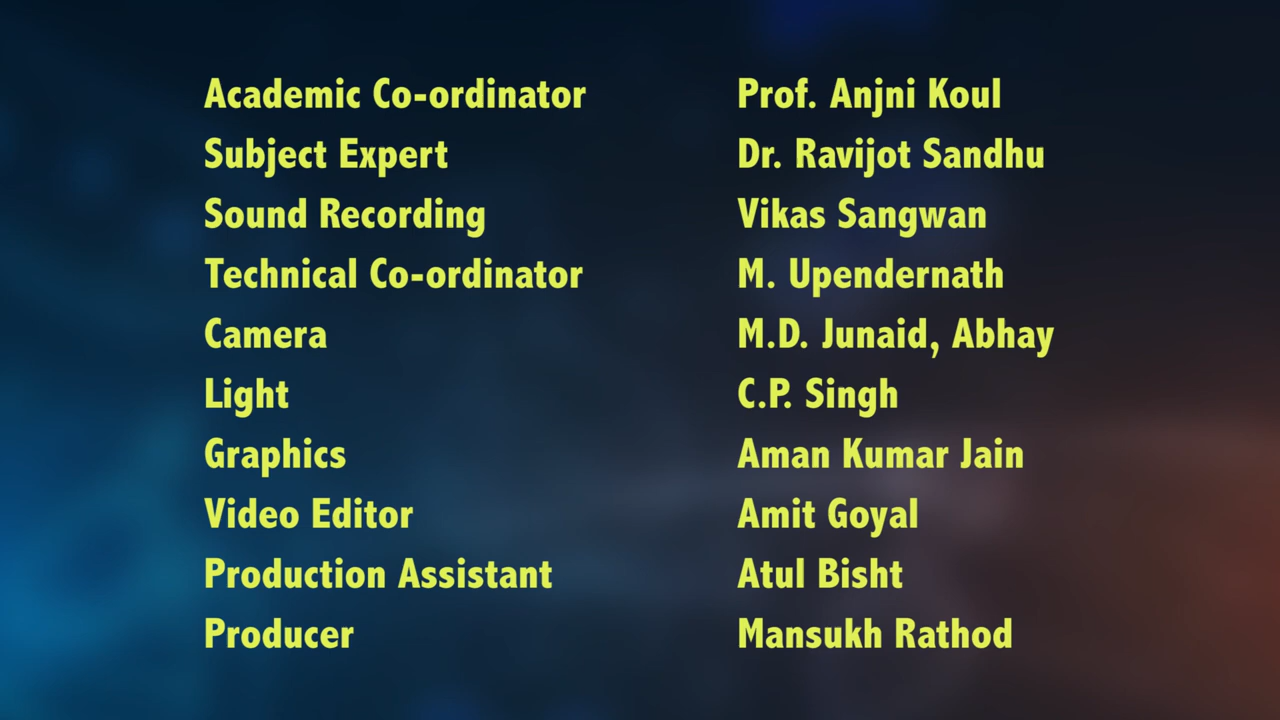 Academic Co-ordinator Prof. Anjni Koul
Subject Expert Dr. Ravijot Sandhu
Sound Recording Vikas Sangwan
Technical Co-ordinator M. Upendernath
Camera M.D. Junaid, Abhay
Light C.P. Singh
Graphics Aman Kumar Jain
Video Editor Amit Goyal
Production Assistant Atul Bisht
Producer Mansukh Rathod